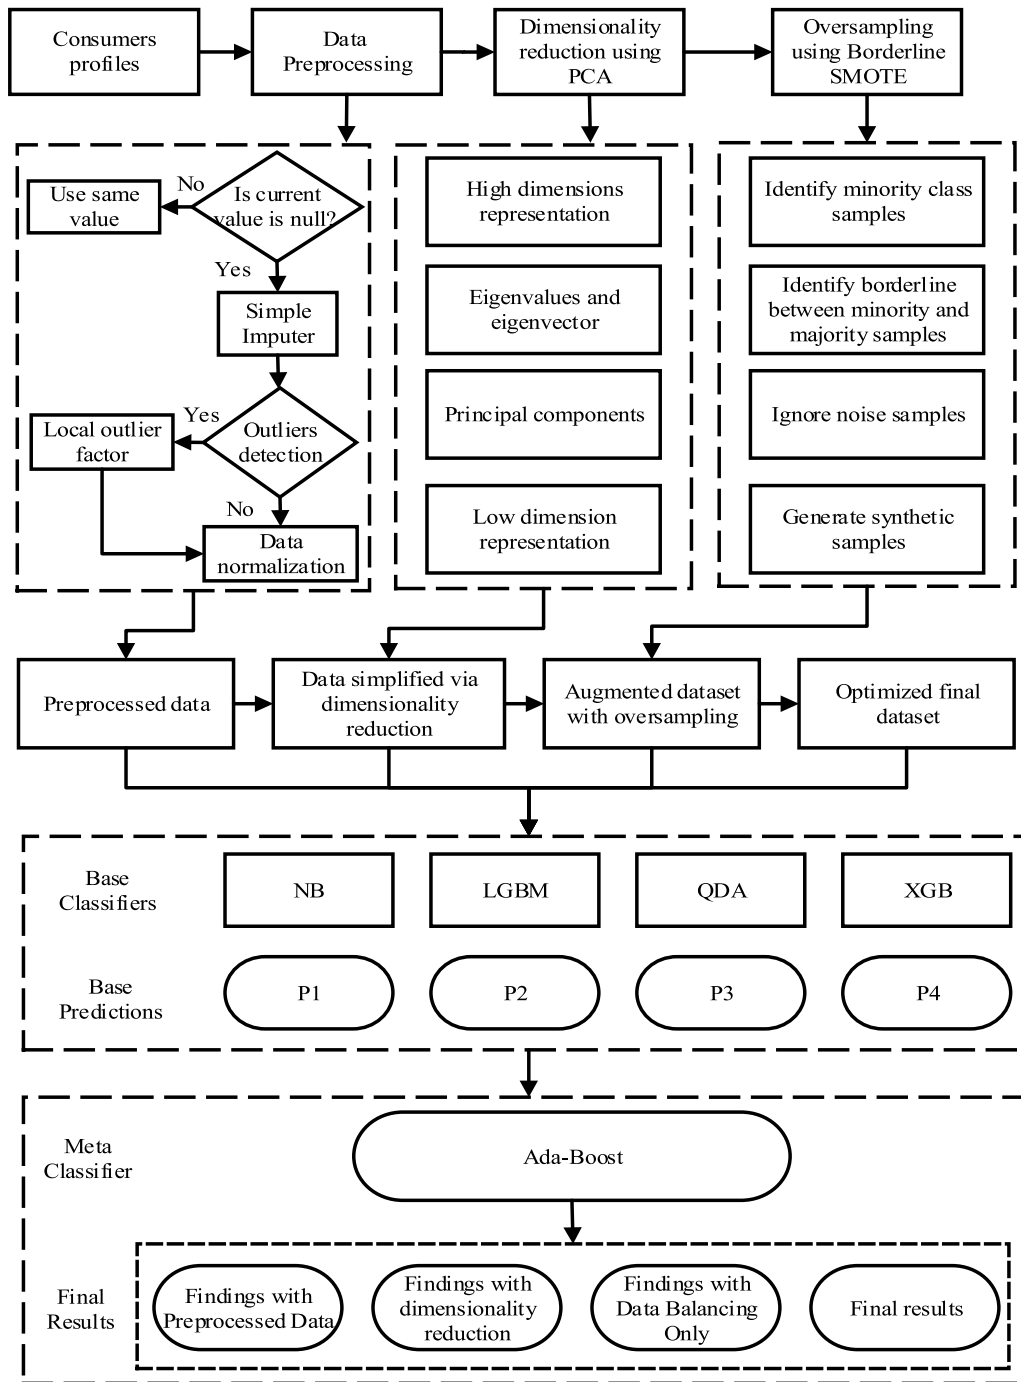 Consumers
profiles
Data
Preprocessing
Dimensionality
reduction using
PCA
Oversampling
using Borderline
SMOTE
Use same
value
No
Is current
value is null?
Yes
Simple
Imputer
Local outlier
factor
Yes
Outliers
detection
No
Data
normalization
High dimensions
representation
Eigenvalues and
eigenvector
Principal components
Low dimension
representation
Identify minority class
samples
Identify borderline
between minority and
majority samples
Ignore noise samples
Generate synthetic
samples
Preprocessed data
Data simplified via
dimensionality
reduction
Augmented dataset
with oversampling
Optimized final
dataset
Base
Classifiers
NB
LGBM
QDA
XGB
Base
Predictions
P1
P2
P3
P4
Meta
Classifier
Ada-Boost
Final
Results
Findings with
Preprocessed Data
Findings with
dimensionality
reduction
Findings with
Data Balancing
Only
Final results